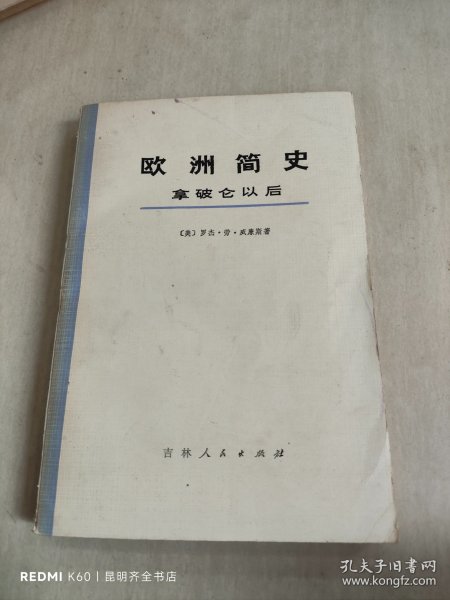 欧洲简史
拿破仑以后
〔美〕罗杰·劳·威廉斯著
吉林人民出版社
REDMI K60 | 昆明齐全书店
孔夫子旧书网
www.kongfz.com